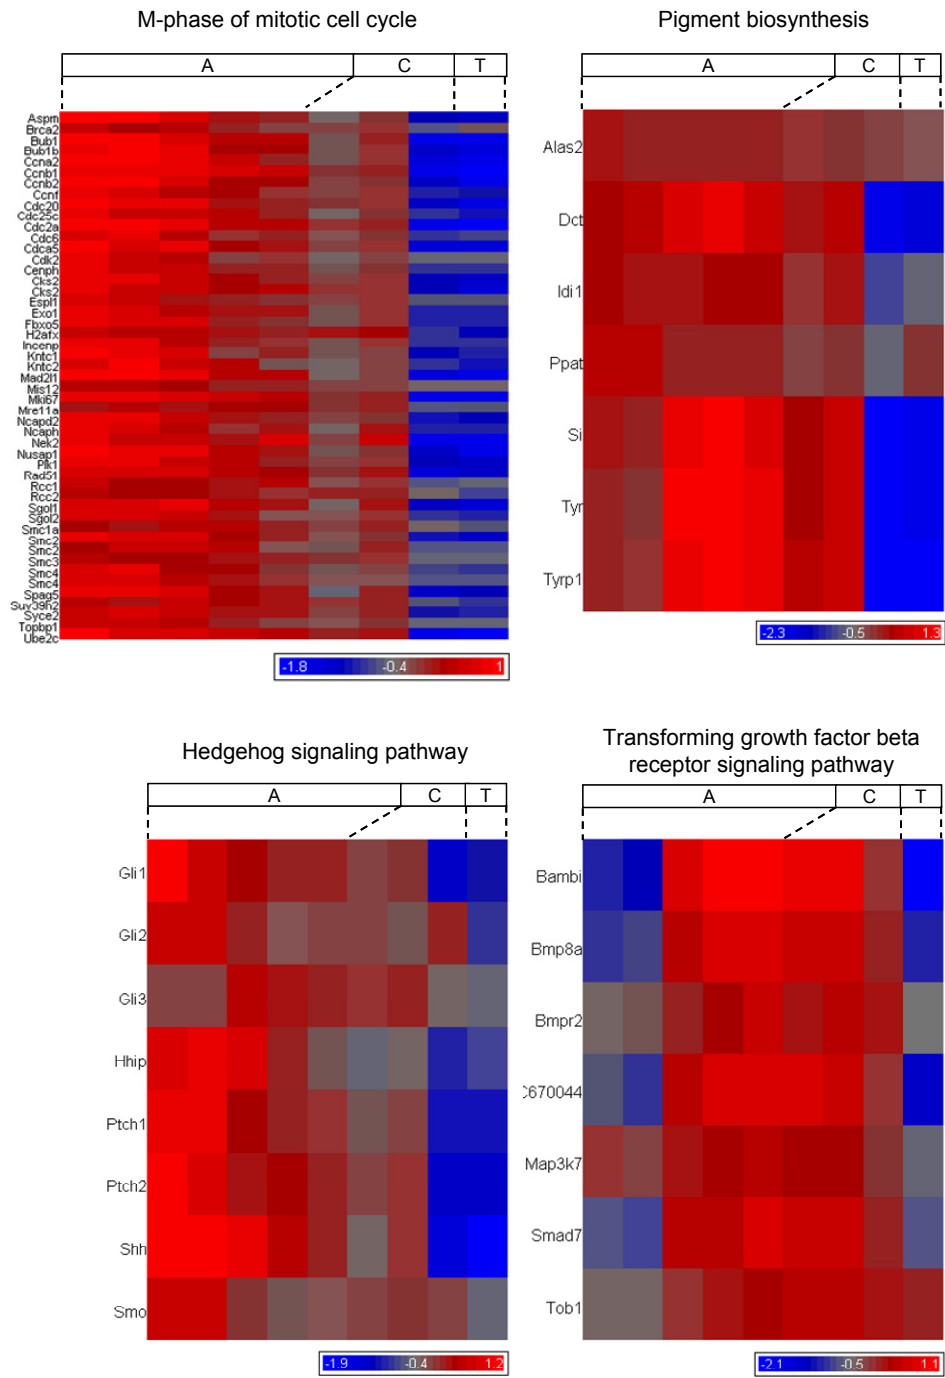 M-phase of mitotic cell cycle
A C T
Aspm
Brca2
Bub1
Bub1b
Ccna2
Ccnb1
Ccnb2
Ccnf
Cdc20
Cdc25c
Cdc2a
Cdc6
Cdca5
Cdk2
Cenph
Cks2
Cks2
Espl1
Exo1
Fbxo5
H2afx
Incenp
Kntc1
Kntc2
Mad2l1
Mis12
Mki67
Mre11a
Ncapd2
Ncaph
Nek2
Nusap1
Plk1
Rad51
Rcc1
Rcc2
Sgol1
Sgol2
Smc1a
Smc2
Smc2
Smc3
Smc4
Smc4
Spag5
Suv39h2
Syce2
Topbp1
Ube2c
-1.8 -0.4 1
Pigment biosynthesis
A C T
Alas2
Dct
Idi1
Ppat
Si
Tyr
Tyrp1
-2.3 -0.5 1.3
Hedgehog signaling pathway
A C T
Gli1
Gli2
Gli3
Hhip
Ptch1
Ptch2
Shh
Smo
-1.9 -0.4 1.2
Transforming growth factor beta
receptor signaling pathway
A C T
Bambi
Bmp8a
Bmpr2
C670044
Map3k7
Smad7
Tob1
-2.1 -0.5 1.1